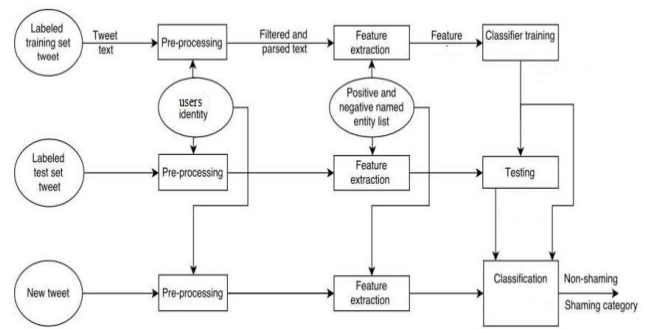 Labeled
training set
tweet
Tweet
text
Pre-processing
Filtered and
parsed text
Feature
extraction
Feature
Classifier training
users
identity
Positive and
negative named
entity list
Labeled
test set
tweet
Pre-processing
Feature
extraction
Testing
New tweet
Pre-processing
Feature
extraction
Classification
Non-shaming
Shaming category